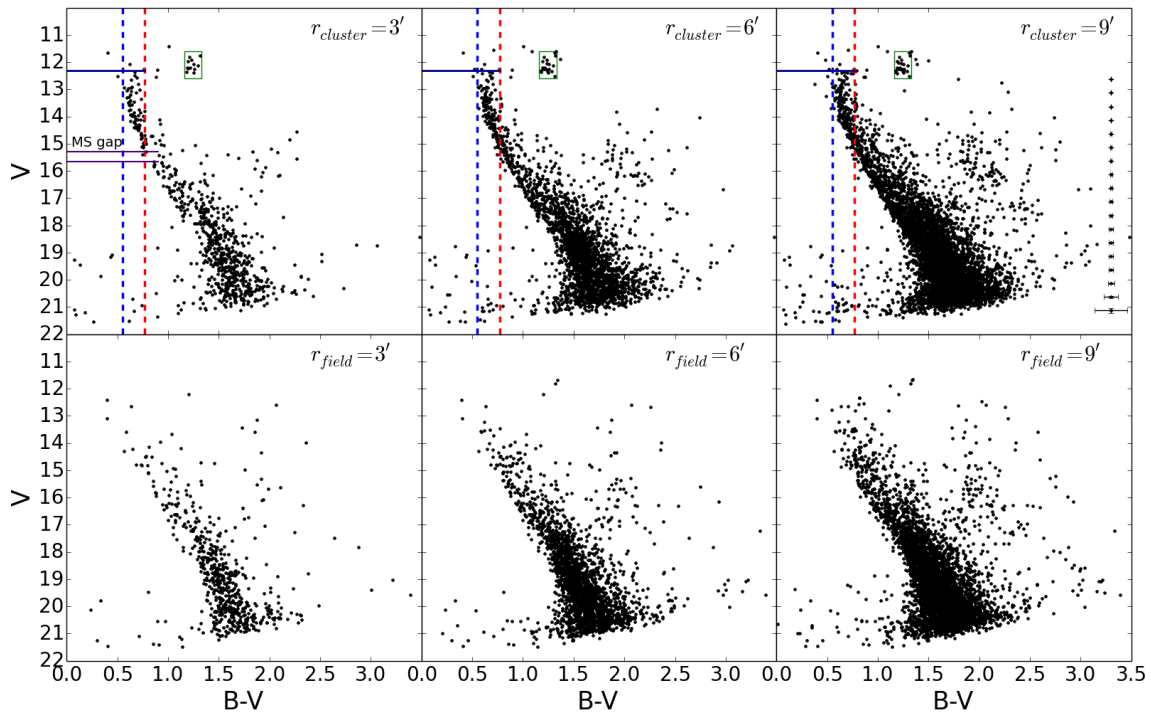 r_cluster=3′
r_cluster=6′
r_cluster=9′
11
12
13
14
15
16
17
18
19
20
21
22
V
MS gap
r_field=3′
r_field=6′
r_field=9′
11
12
13
14
15
16
17
18
19
20
21
22
V
0.0 0.5 1.0 1.5 2.0 2.5 3.0 0.0 0.5 1.0 1.5 2.0 2.5 3.0 0.0 0.5 1.0 1.5 2.0 2.5 3.0 3.5
B-V B-V B-V